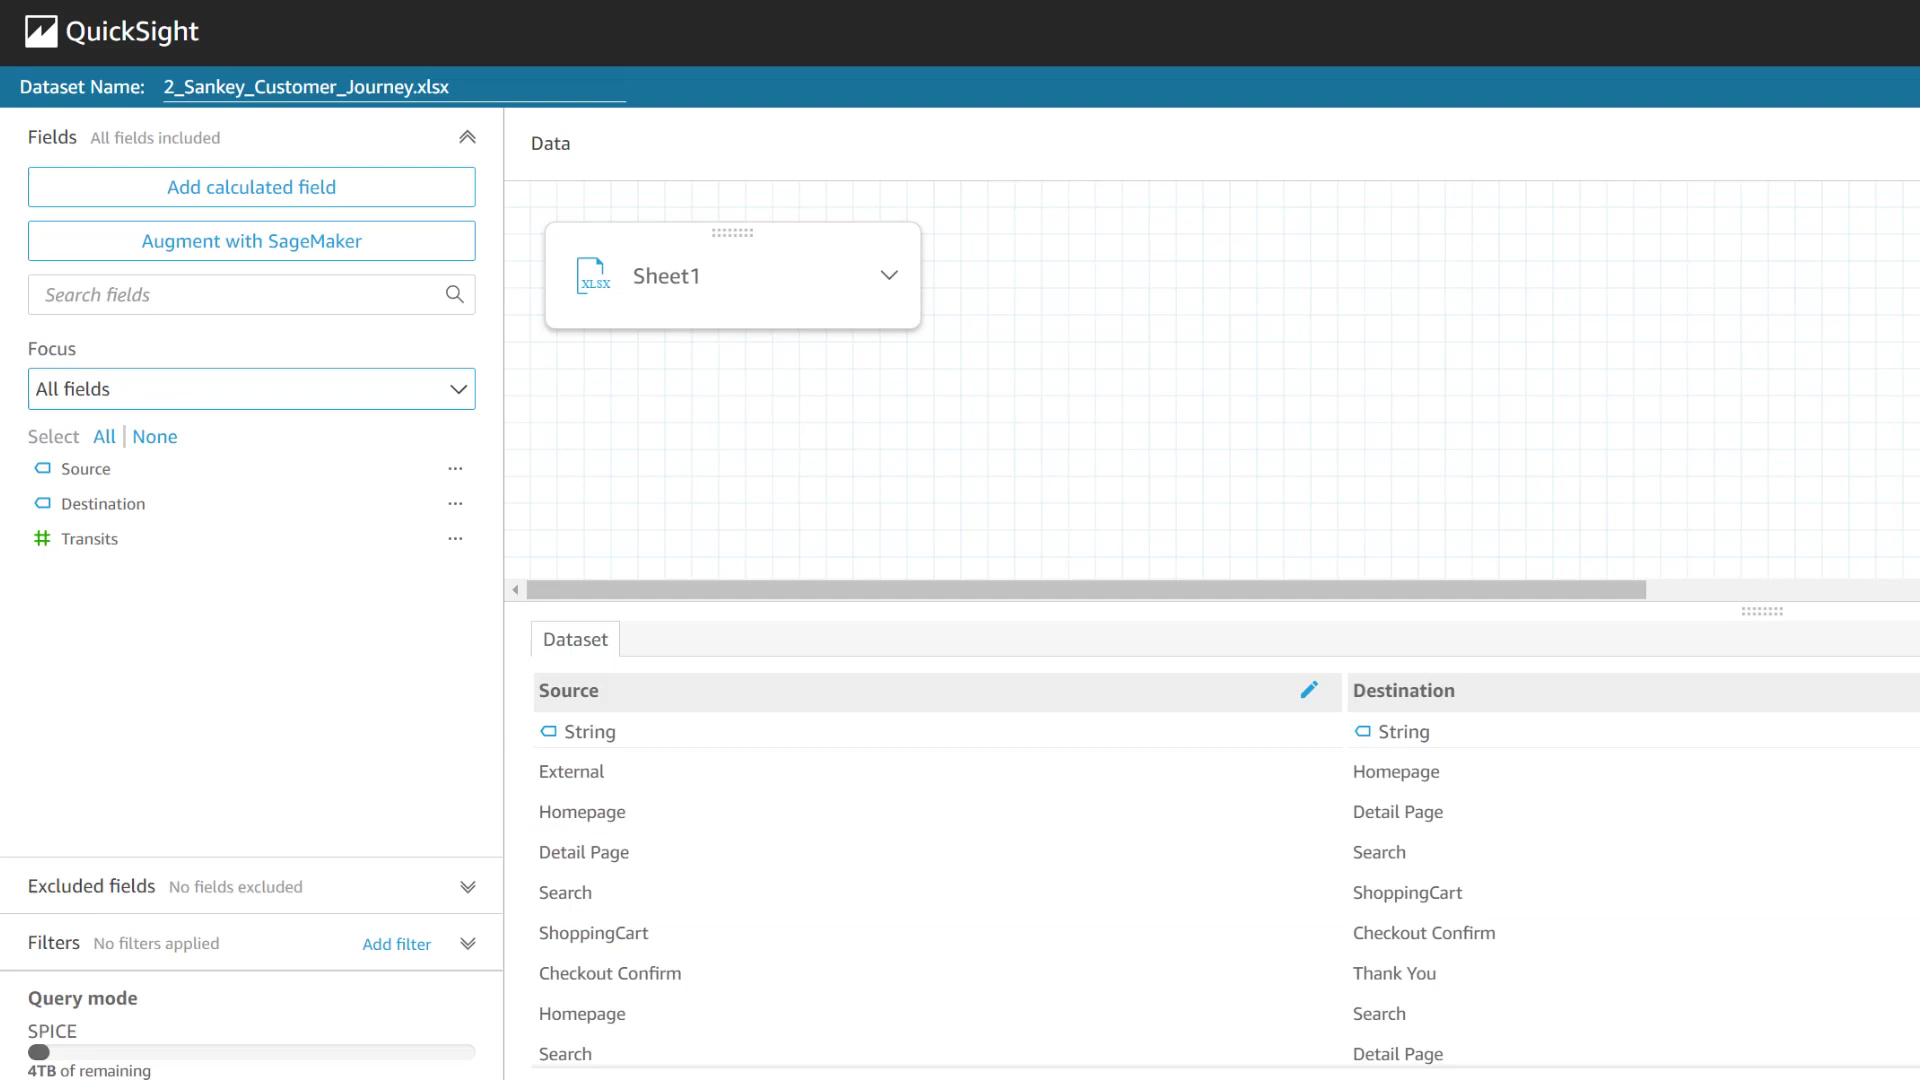 QuickSight
Dataset Name: 2_Sankey_Customer_Journey.xlsx
Fields All fields included
Add calculated field
Augment with SageMaker
Search fields
Focus
All fields
Select All None
Source ...
Destination ...
Transits ...
Excluded fields No fields excluded
Filters No filters applied Add filter
Query mode
SPICE
4TB of remaining
Data
XLSX Sheet1
Dataset
Source Destination
String String
External Homepage
Homepage Detail Page
Detail Page Search
Search ShoppingCart
ShoppingCart Checkout Confirm
Checkout Confirm Thank You
Homepage Search
Search Detail Page